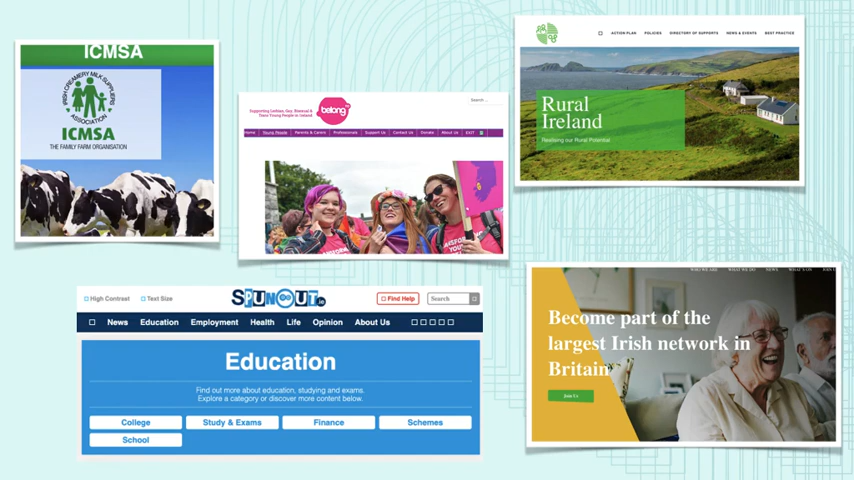 ICMSA
IRISH CREAMERY MILK SUPPLIERS
ASSOCIATION
ICMSA
THE FAMILY FARM ORGANISATION
Supporting Lesbian, Gay, Bisexual &
Trans Young People in Ireland
belong
Search ...
Home Young People Parents & Carers Professionals Support Us Contact Us Donate About Us EXIT
ACTION PLAN POLICIES DIRECTORY OF SUPPORTS NEWS & EVENTS BEST PRACTICE
Rural
Ireland
Realising our Rural Potential
High Contrast Text Size
SPUNOUT.ie
Find Help
Search
News Education Employment Health Life Opinion About Us
Education
Find out more about education, studying and exams.
Explore a category or discover more content below.
College Study & Exams Finance Schemes
School
WHO WE ARE WHAT WE DO NEWS WHAT'S ON JOIN U
Become part of the
largest Irish network in
Britain
Join Us